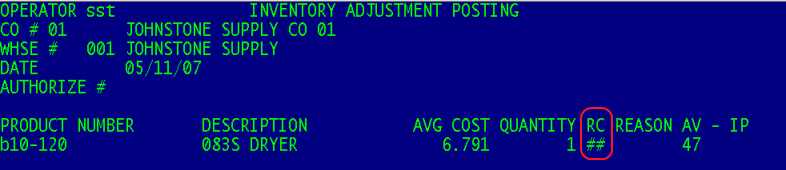 OPERATOR sst INVENTORY ADJUSTMENT POSTING
CO # 01 JOHNSTONE SUPPLY CO 01
WHSE # 001 JOHNSTONE SUPPLY
DATE 05/11/07
AUTHORIZE #
PRODUCT NUMBER DESCRIPTION AVG COST QUANTITY RC REASON AV - IP
b10-120 083S DRYER 6.791 1 ## 47